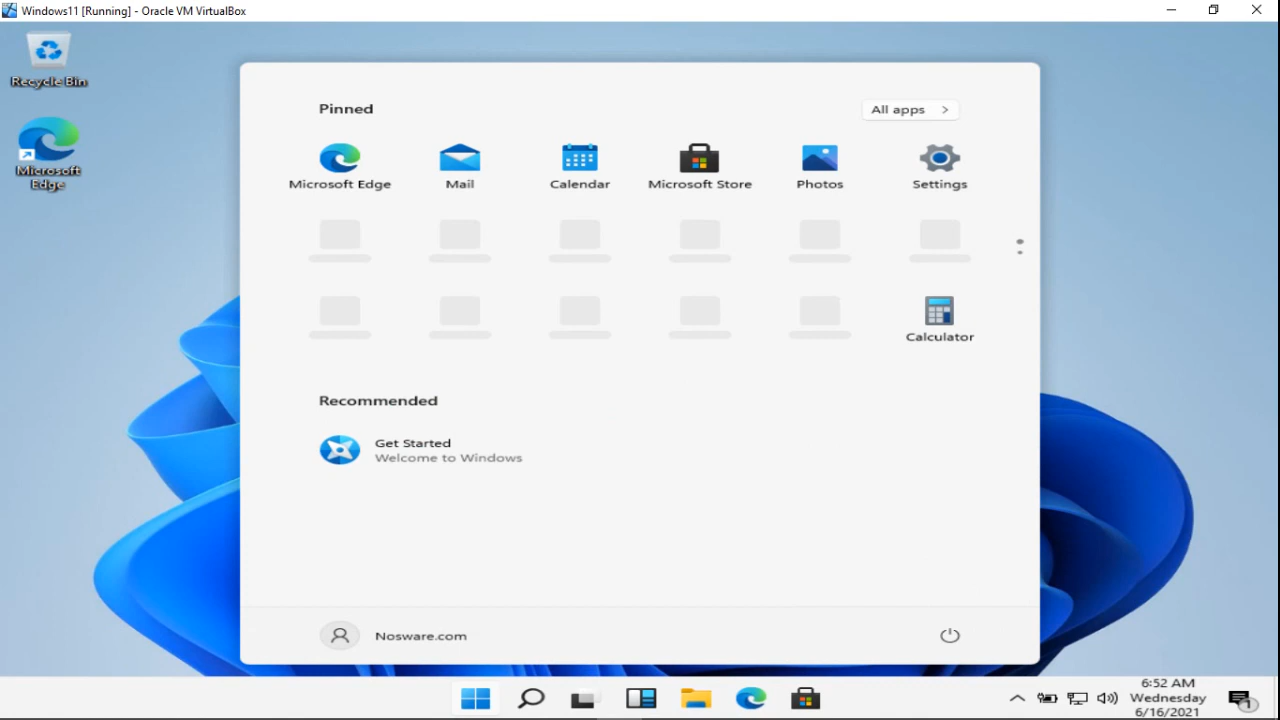 Windows11 [Running] - Oracle VM VirtualBox
Recycle Bin
Microsoft
Edge
Pinned
All apps >
Microsoft Edge
Mail
Calendar
Microsoft Store
Photos
Settings
Calculator
Recommended
Get Started
Welcome to Windows
Nosware.com
6:52 AM
Wednesday
6/16/2021
1